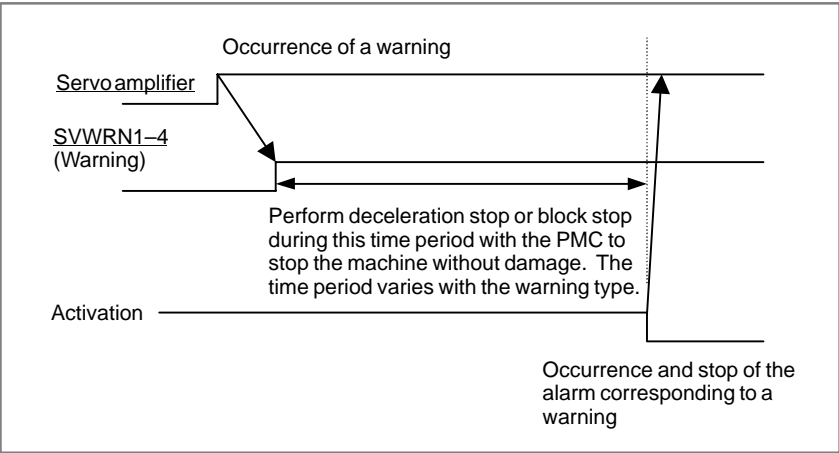 Occurrence of a warning
Servo amplifier
SVWRN1–4
(Warning)
Perform deceleration stop or block stop
during this time period with the PMC to
stop the machine without damage.  The
time period varies with the warning type.
Activation
Occurrence and stop of the
alarm corresponding to a
warning